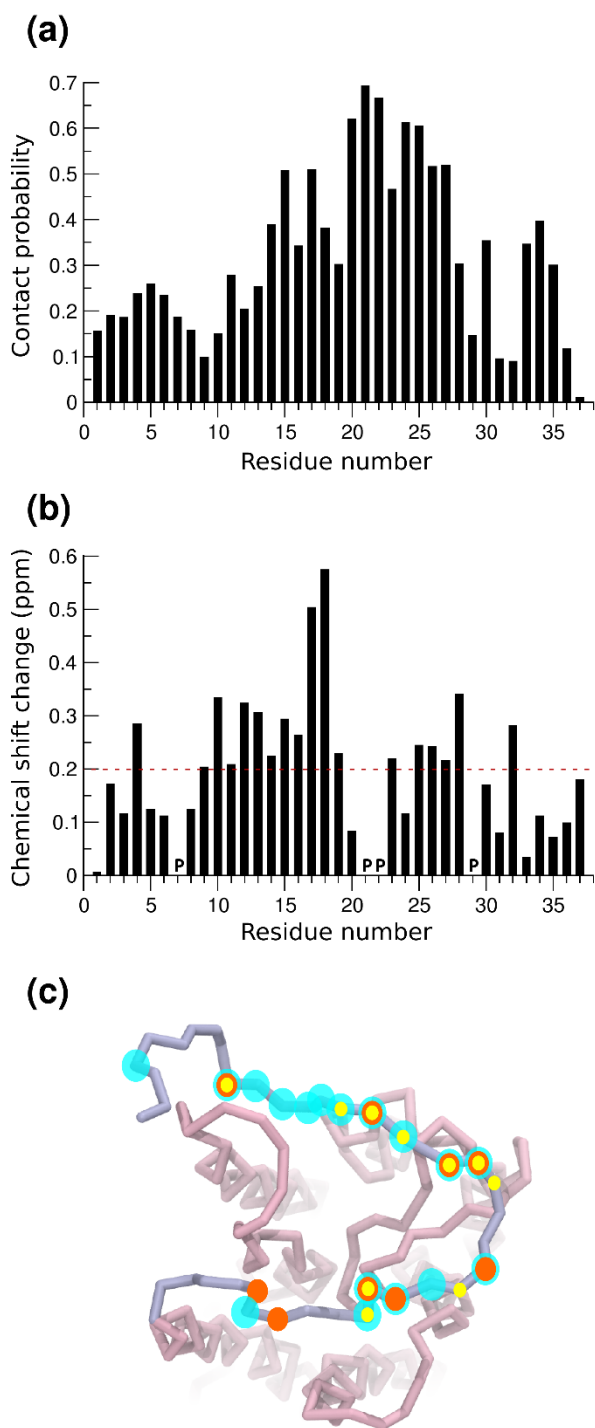 (a)
Contact probability
0.7
0.6
0.5
0.4
0.3
0.2
0.1
0
0 5 10 15 20 25 30 35
Residue number
(b)
Chemical shift change (ppm)
0.6
0.5
0.4
0.3
0.2
0.1
0
P P P P
0 5 10 15 20 25 30 35
Residue number
(c)